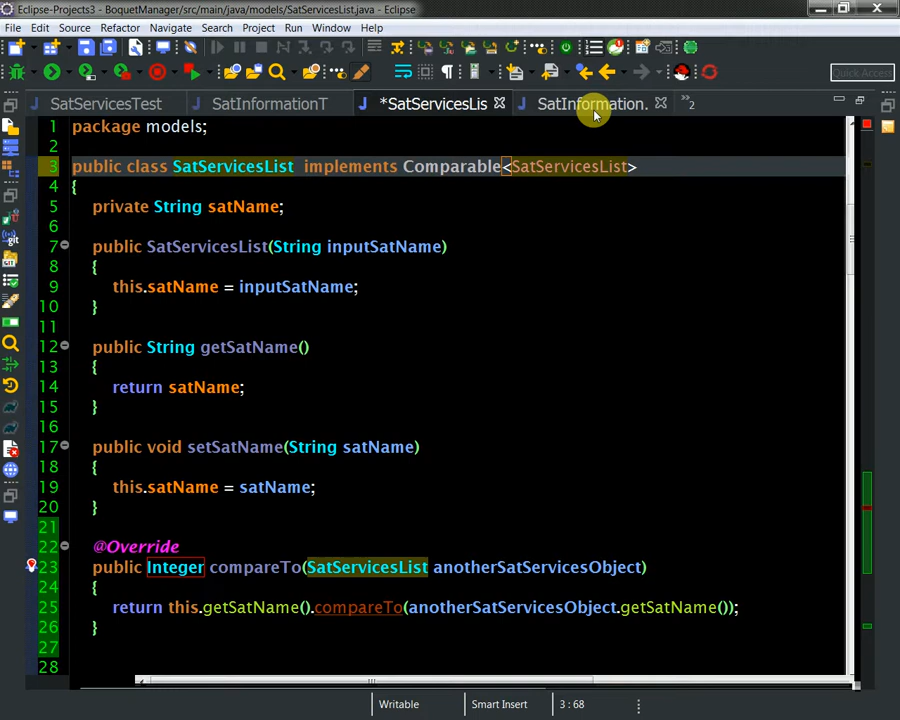 Eclipse-Projects3 - BoquetManager/src/main/java/models/SatServicesList.java - Eclipse
File Edit Source Refactor Navigate Search Project Run Window Help
Quick Access
SatServicesTest SatInformationT *SatServicesLis SatInformation. »2
1 package models;
2
3 public class SatServicesList  implements Comparable<SatServicesList>
4 {
5 private String satName;
6
7 public SatServicesList(String inputSatName)
8 {
9 this.satName = inputSatName;
10 }
11
12 public String getSatName()
13 {
14 return satName;
15 }
16
17 public void setSatName(String satName)
18 {
19 this.satName = satName;
20 }
21
22 @Override
23 public Integer compareTo(SatServicesList anotherSatServicesObject)
24 {
25 return this.getSatName().compareTo(anotherSatServicesObject.getSatName());
26 }
27
28
Writable Smart Insert 3 : 68